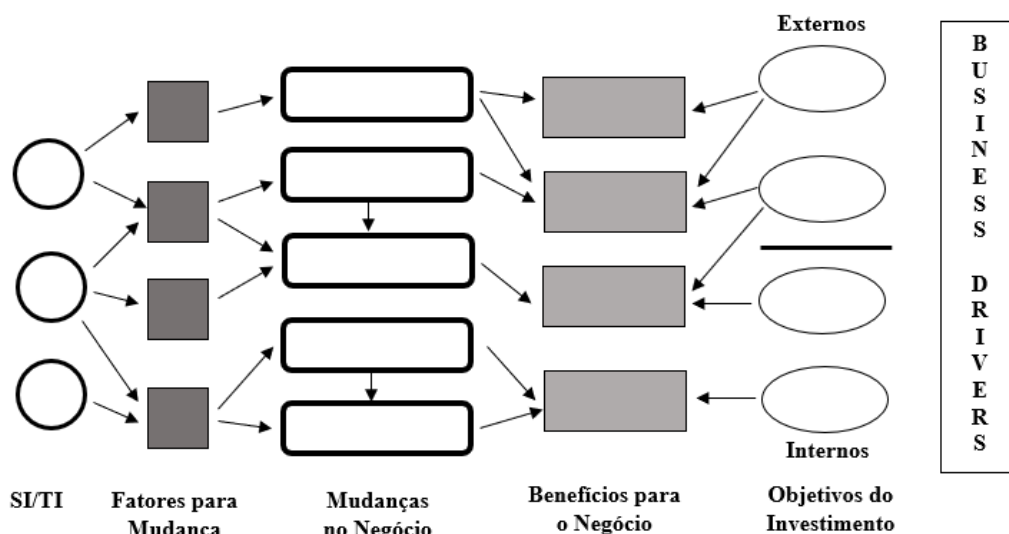 Externos
B
U
S
I
N
E
S
S
D
R
I
V
E
R
S
Internos
SI/TI
Fatores para
Mudança
Mudanças
no Negócio
Benefícios para
o Negócio
Objetivos do
Investimento